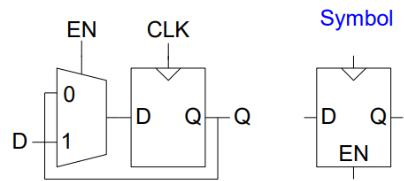 Symbol
EN CLK
0
D Q Q
D 1
D Q
EN